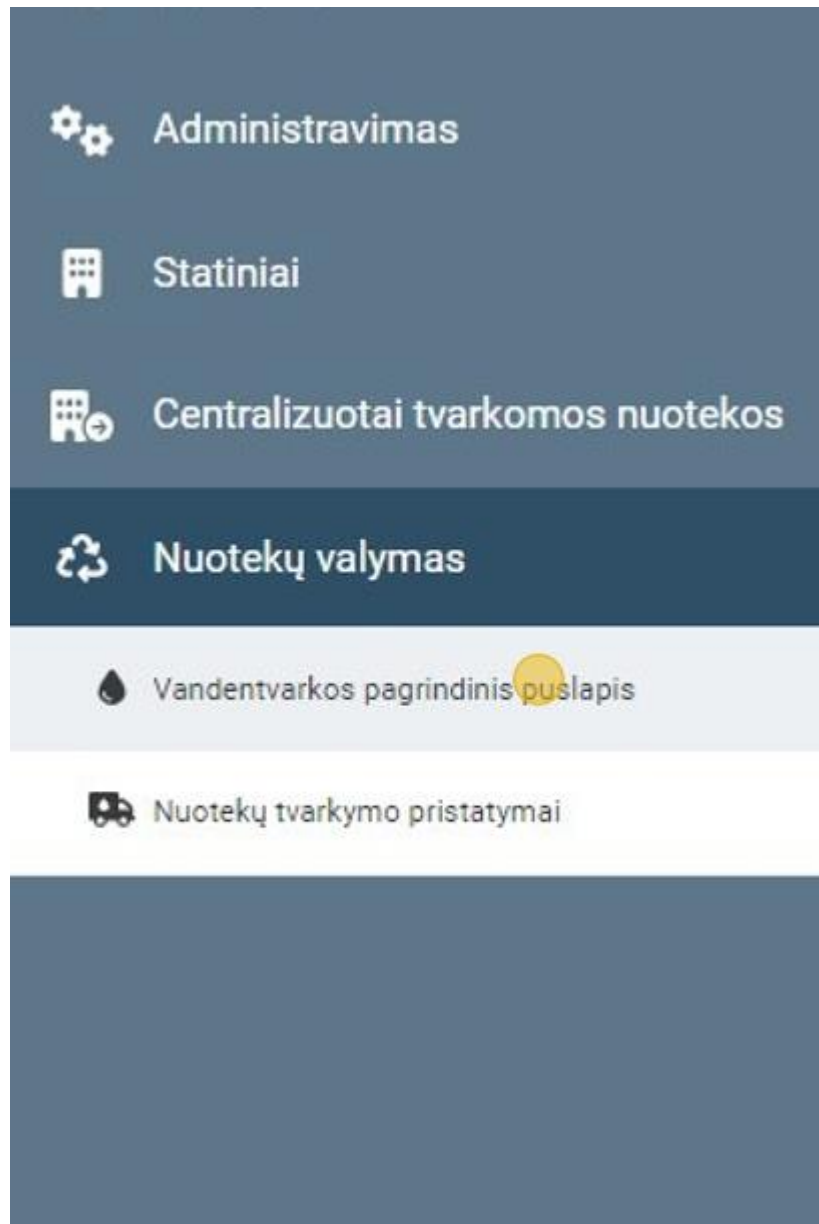 Administravimas
Statiniai
Centralizuotai tvarkomos nuotekos
Nuotekų valymas
Vandentvarkos pagrindinis puslapis
Nuotekų tvarkymo pristatymai